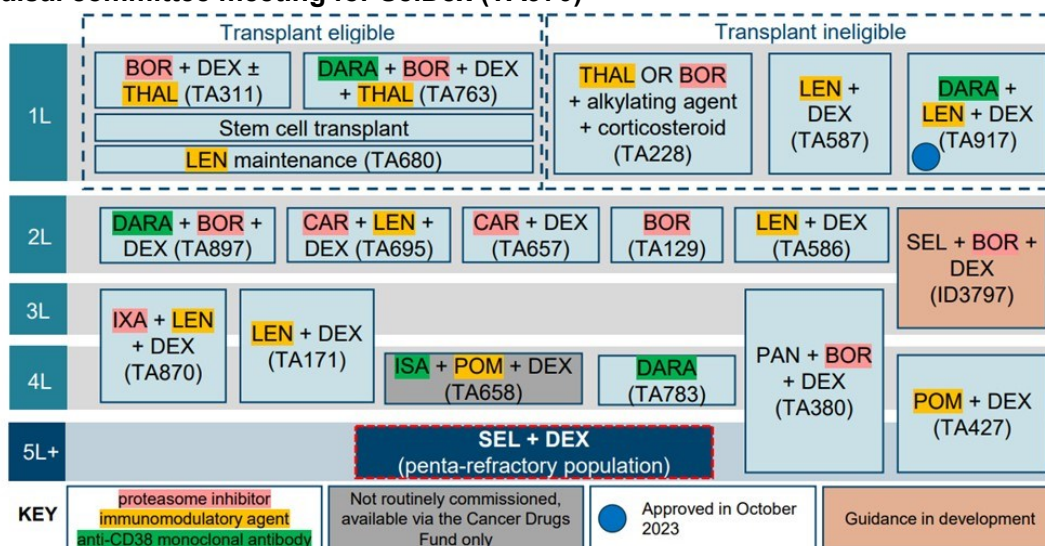 Transplant eligible
Transplant ineligible
1L
BOR + DEX ±
THAL (TA311)
DARA + BOR + DEX
+ THAL (TA763)
Stem cell transplant
LEN maintenance (TA680)
THAL OR BOR
+ alkylating agent
+ corticosteroid
(TA228)
LEN +
DEX
(TA587)
DARA +
LEN + DEX
(TA917)
2L
DARA + BOR +
DEX (TA897)
CAR + LEN +
DEX (TA695)
CAR + DEX
(TA657)
BOR
(TA129)
LEN + DEX
(TA586)
SEL + BOR +
DEX
(ID3797)
3L
IXA + LEN
+ DEX
(TA870)
LEN + DEX
(TA171)
PAN + BOR
+ DEX
(TA380)
4L
ISA + POM + DEX
(TA658)
DARA
(TA783)
POM + DEX
(TA427)
5L+
SEL + DEX
(penta-refractory population)
KEY
proteasome inhibitor
immunomodulatory agent
anti-CD38 monoclonal antibody
Not routinely commissioned,
available via the Cancer Drugs
Fund only
Approved in October
2023
Guidance in development